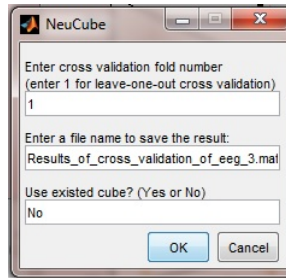 NeuCube
Enter cross validation fold number
(enter 1 for leave-one-out cross validation)
1
Enter a file name to save the result:
Results_of_cross_validation_of_eeg_3.mat
Use existed cube? (Yes or No)
No
OK Cancel